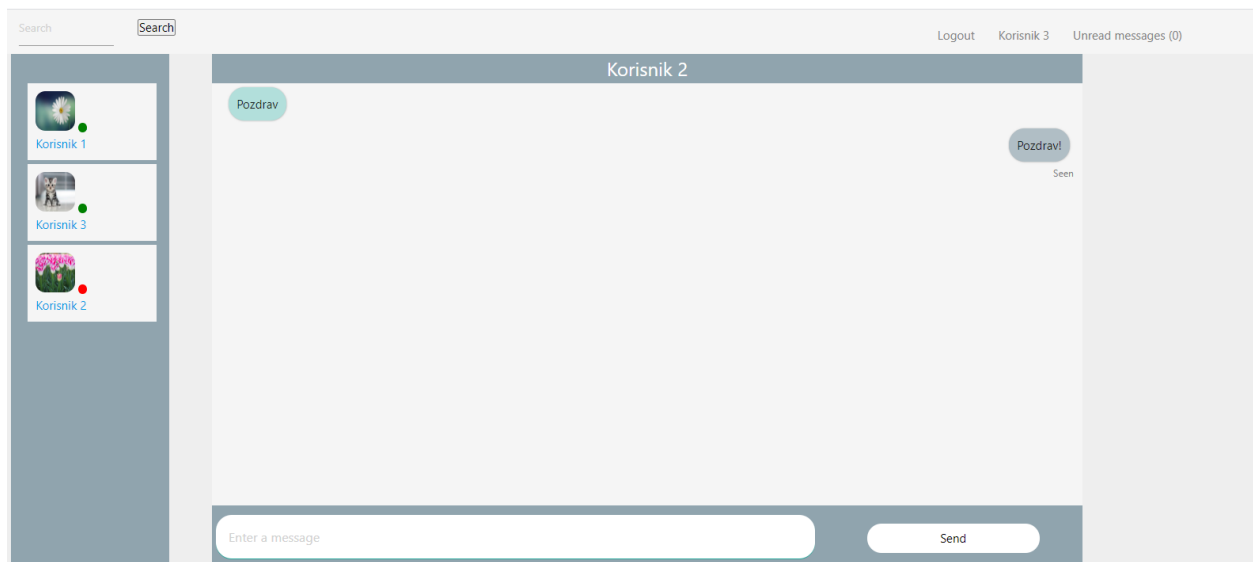 Search
Search
Logout
Korisnik 3
Unread messages (0)
Korisnik 1
Korisnik 3
Korisnik 2
Korisnik 2
Pozdrav
Pozdrav!
Seen
Enter a message
Send